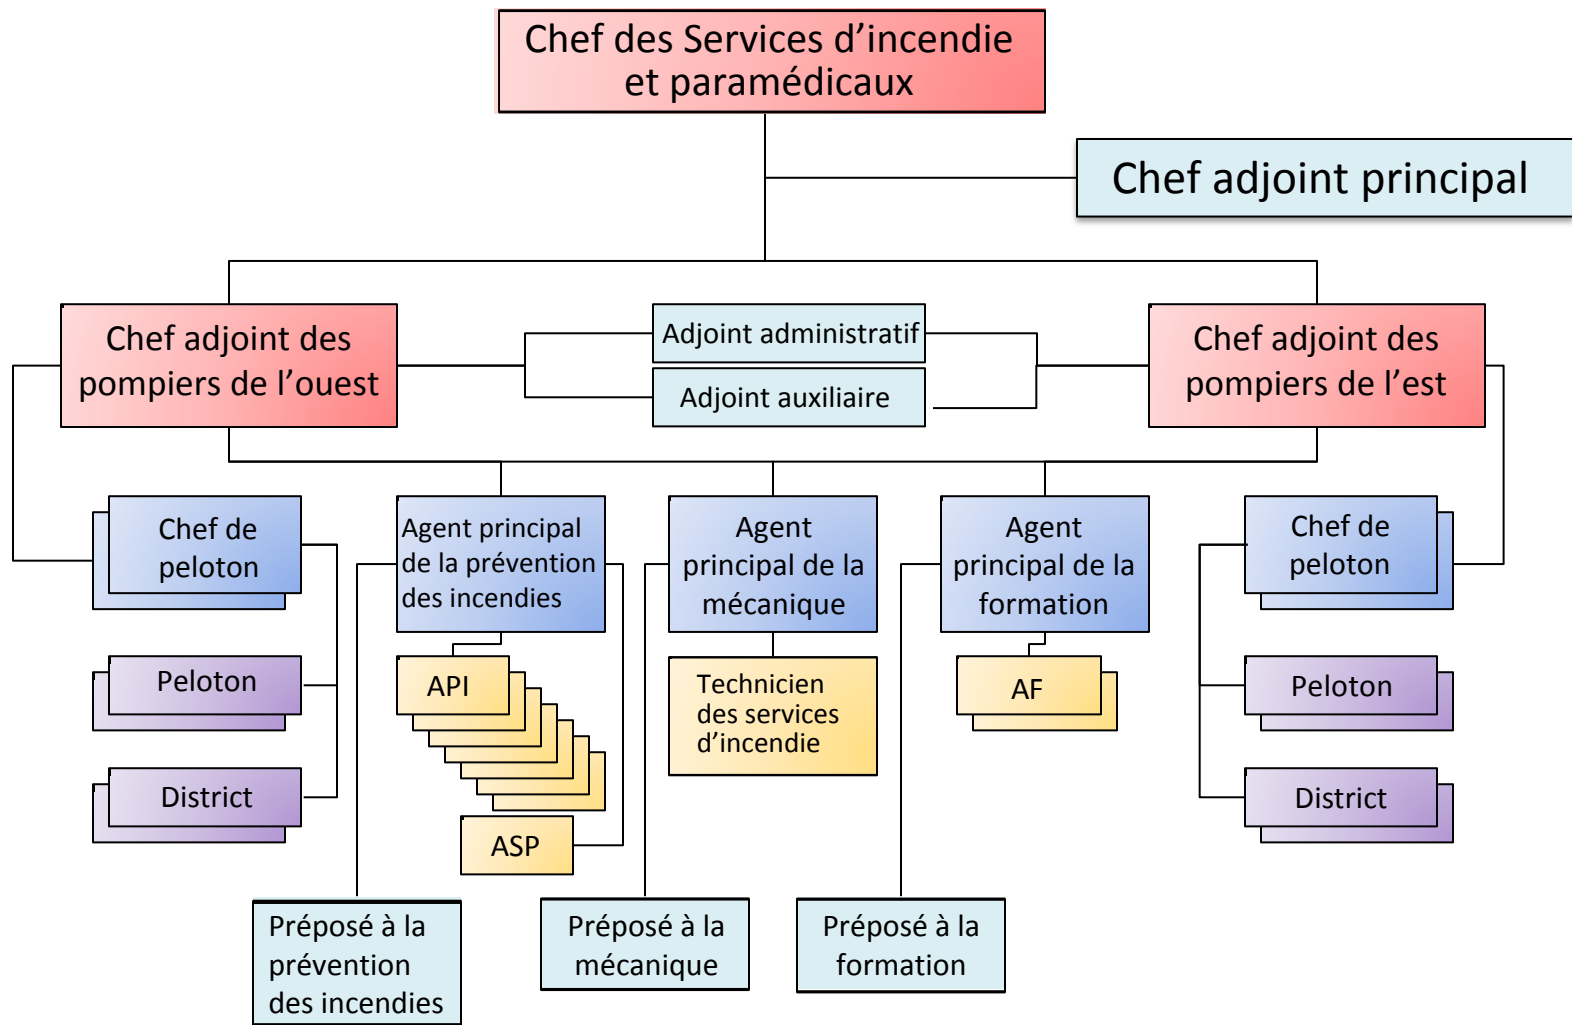 Chef des Services d’incendie
et paramédicaux
Chef adjoint principal
Chef adjoint des
pompiers de l’ouest
Adjoint administratif
Adjoint auxiliaire
Chef adjoint des
pompiers de l’est
Chef de
peloton
Agent principal
de la prévention
des incendies
Agent
principal de la
mécanique
Agent
principal de la
formation
Chef de
peloton
Peloton
API
Technicien
des services
d’incendie
AF
Peloton
District
ASP
District
Préposé à la
prévention
des incendies
Préposé à la
mécanique
Préposé à la
formation